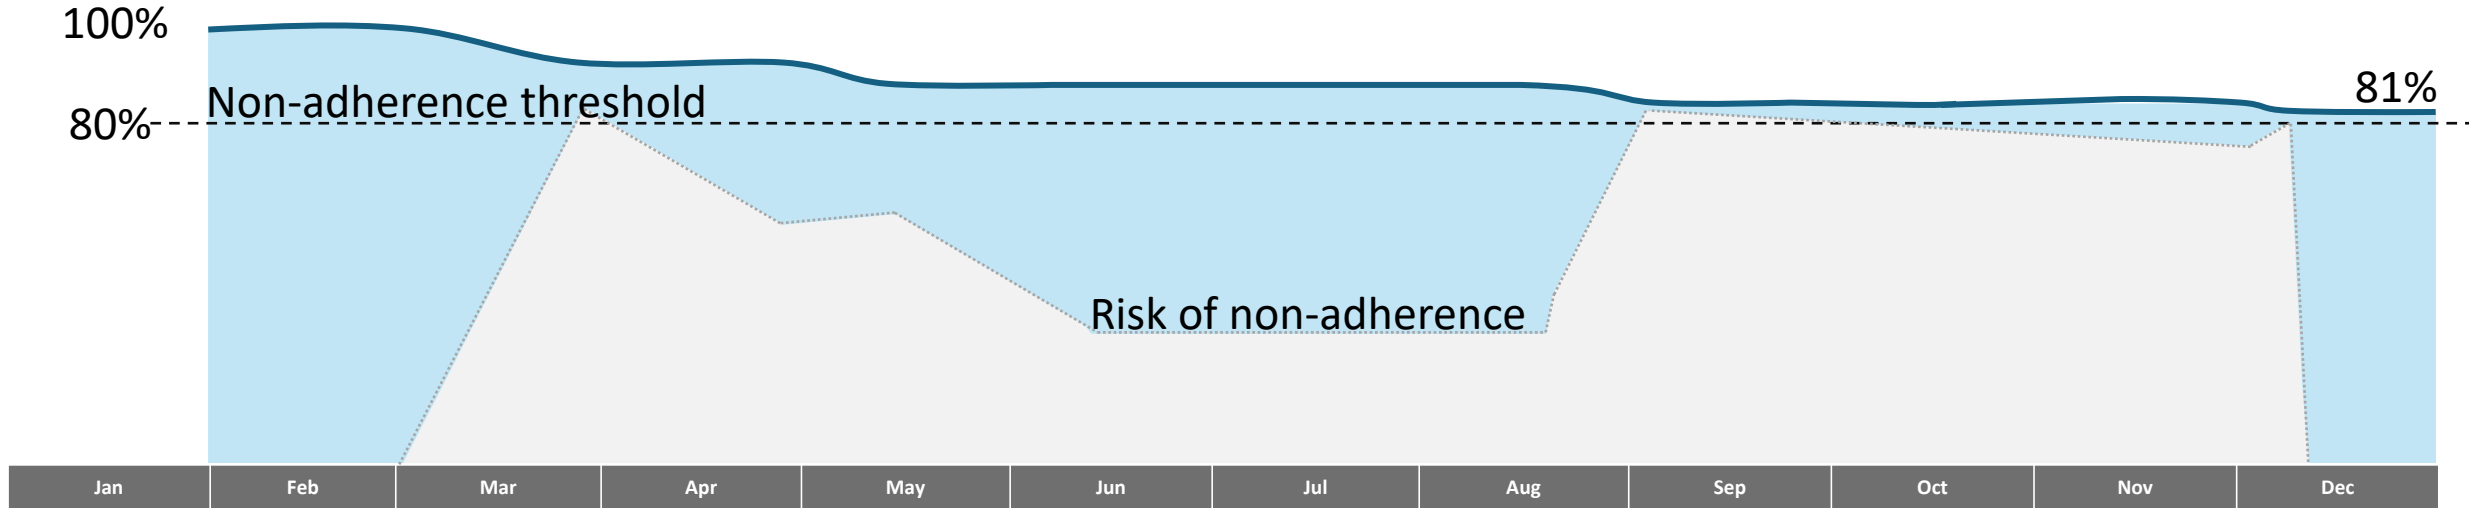 100%
Non-adherence threshold
81%
80%
Risk of non-adherence
Jan Feb Mar Apr May Jun Jul Aug Sep Oct Nov Dec